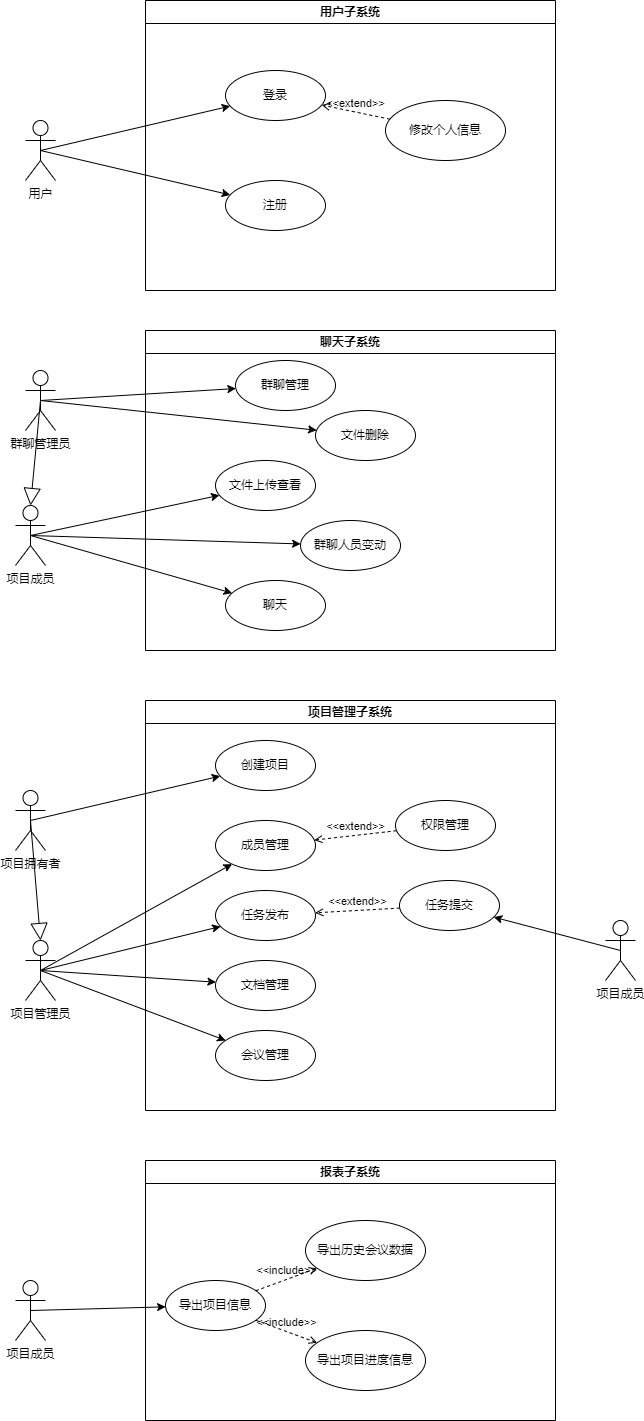 用户子系统
登录
<<extend>>
修改个人信息
用户
注册
聊天子系统
群聊管理
群聊管理员
文件删除
文件上传查看
群聊人员变动
项目成员
聊天
项目管理子系统
创建项目
项目拥有者
成员管理
<<extend>>
权限管理
任务发布
<<extend>>
任务提交
文档管理
项目成员
项目管理员
会议管理
报表子系统
导出历史会议数据
<<include>>
导出项目信息
<<include>>
项目成员
导出项目进度信息